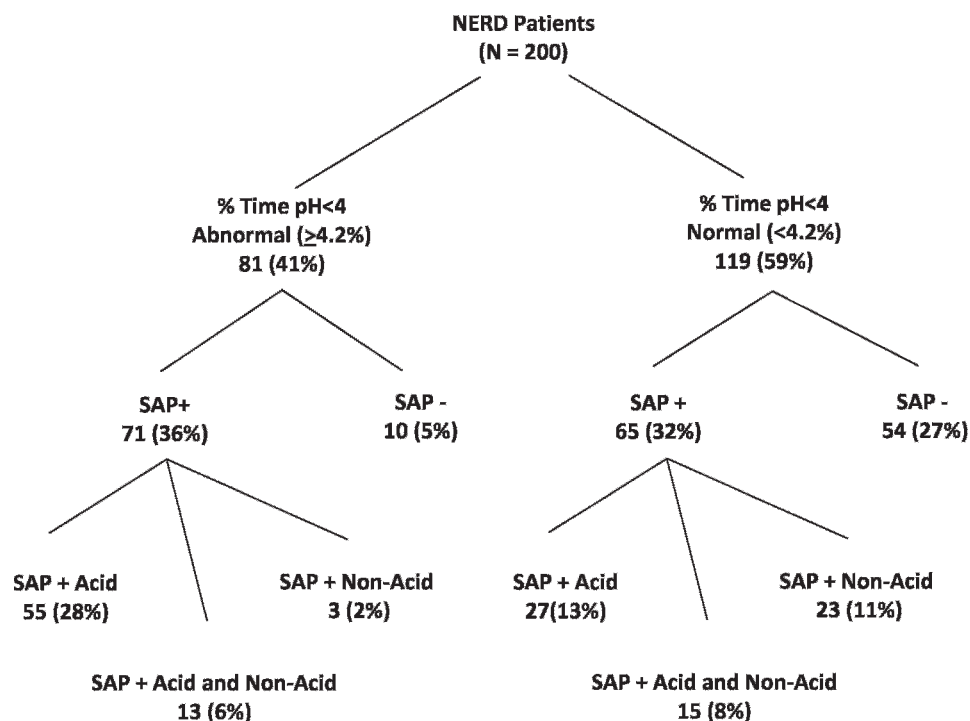 NERD Patients
(N = 200)
% Time pH<4
Abnormal (≥4.2%)
81 (41%)
% Time pH<4
Normal (<4.2%)
119 (59%)
SAP+
71 (36%)
SAP -
10 (5%)
SAP +
65 (32%)
SAP -
54 (27%)
SAP + Acid
55 (28%)
SAP + Non-Acid
3 (2%)
SAP + Acid
27(13%)
SAP + Non-Acid
23 (11%)
SAP + Acid and Non-Acid
13 (6%)
SAP + Acid and Non-Acid
15 (8%)